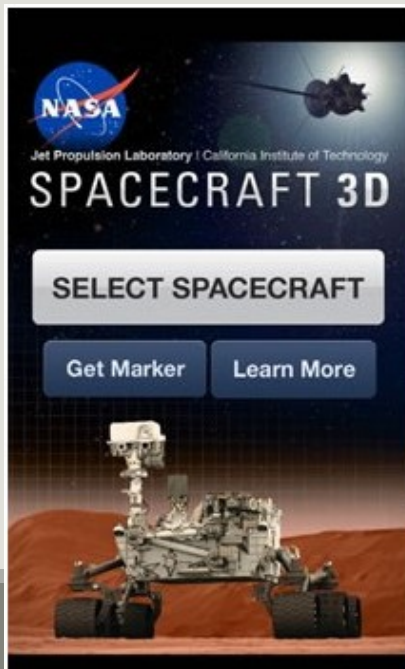 NASA
Jet Propulsion Laboratory | California Institute of Technology
SPACECRAFT 3D
SELECT SPACECRAFT
Get Marker
Learn More